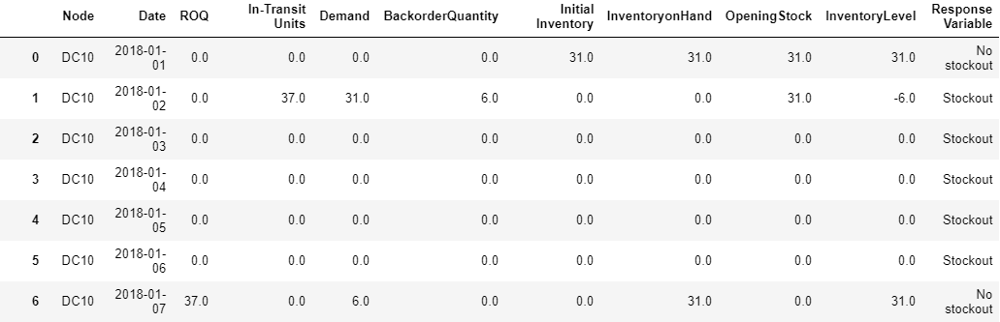 Node Date ROQ In-Transit Units Demand BackorderQuantity Initial Inventory InventoryonHand OpeningStock InventoryLevel Response Variable
0 DC10 2018-01-01 0.0 0.0 0.0 0.0 31.0 31.0 31.0 31.0 No stockout
1 DC10 2018-01-02 0.0 37.0 31.0 6.0 0.0 0.0 31.0 -6.0 Stockout
2 DC10 2018-01-03 0.0 0.0 0.0 0.0 0.0 0.0 0.0 0.0 Stockout
3 DC10 2018-01-04 0.0 0.0 0.0 0.0 0.0 0.0 0.0 0.0 Stockout
4 DC10 2018-01-05 0.0 0.0 0.0 0.0 0.0 0.0 0.0 0.0 Stockout
5 DC10 2018-01-06 0.0 0.0 0.0 0.0 0.0 0.0 0.0 0.0 Stockout
6 DC10 2018-01-07 37.0 0.0 6.0 0.0 0.0 31.0 0.0 31.0 No stockout